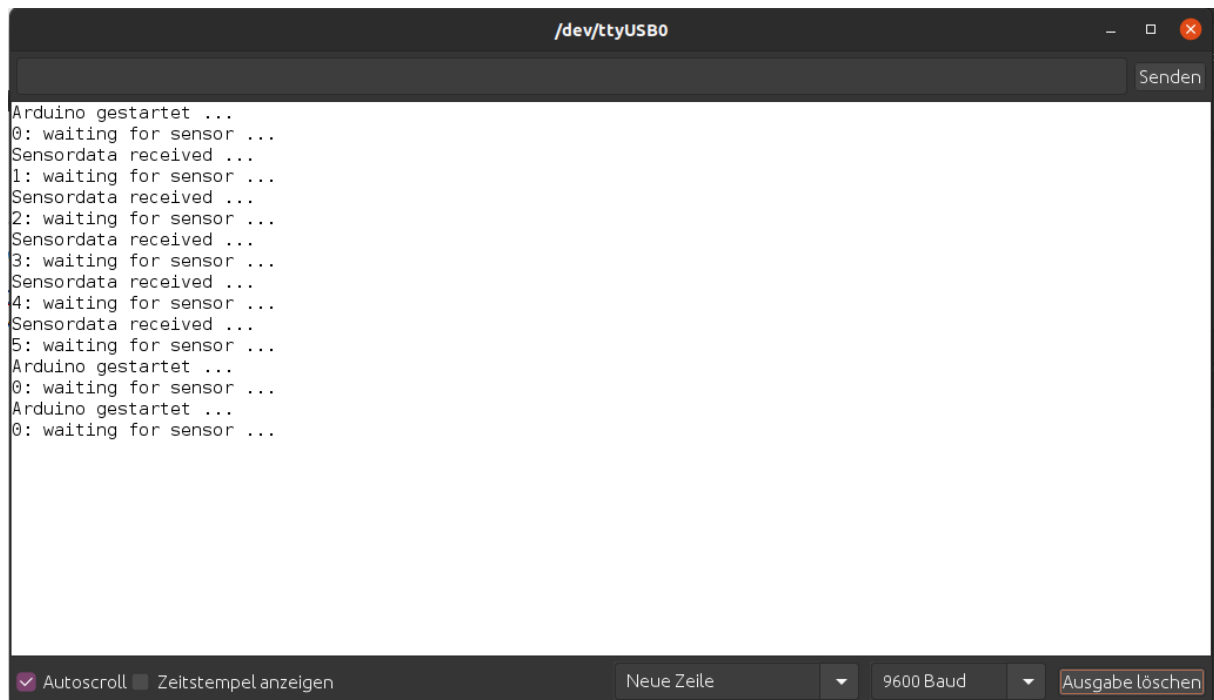 /dev/ttyUSB0
Senden
Arduino gestartet ...
0: waiting for sensor ...
Sensordata received ...
1: waiting for sensor ...
Sensordata received ...
2: waiting for sensor ...
Sensordata received ...
3: waiting for sensor ...
Sensordata received ...
4: waiting for sensor ...
Sensordata received ...
5: waiting for sensor ...
Arduino gestartet ...
0: waiting for sensor ...
Arduino gestartet ...
0: waiting for sensor ...
Autoscroll Zeitstempel anzeigen Neue Zeile 9600 Baud Ausgabe löschen